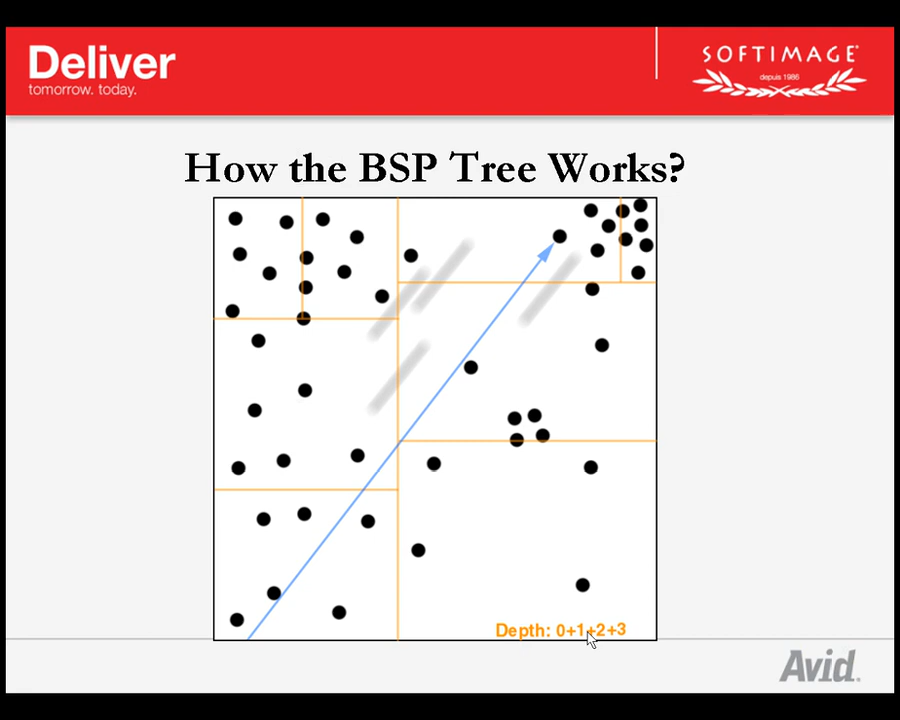 Deliver
tomorrow. today.
SOFTIMAGE®
depuis 1986
How the BSP Tree Works?
Depth: 0+1+2+3
Avid.